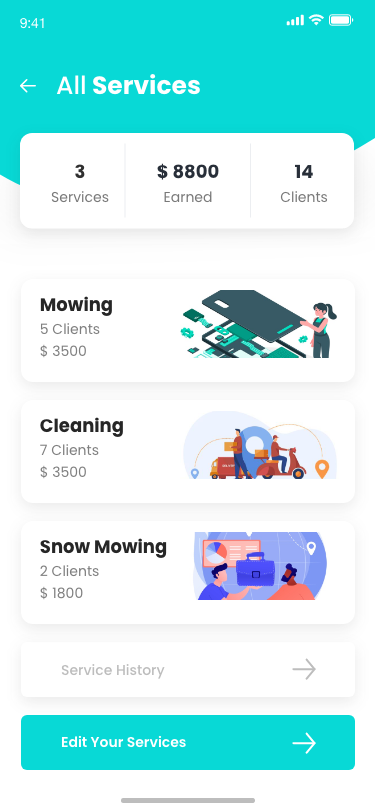 9:41
All Services
3
$ 8800
14
Services
Earned
Clients
Mowing
5 Clients
$ 3500
Cleaning
7 Clients
$ 3500
Snow Mowing
2 Clients
$ 1800
Service History
Edit Your Services